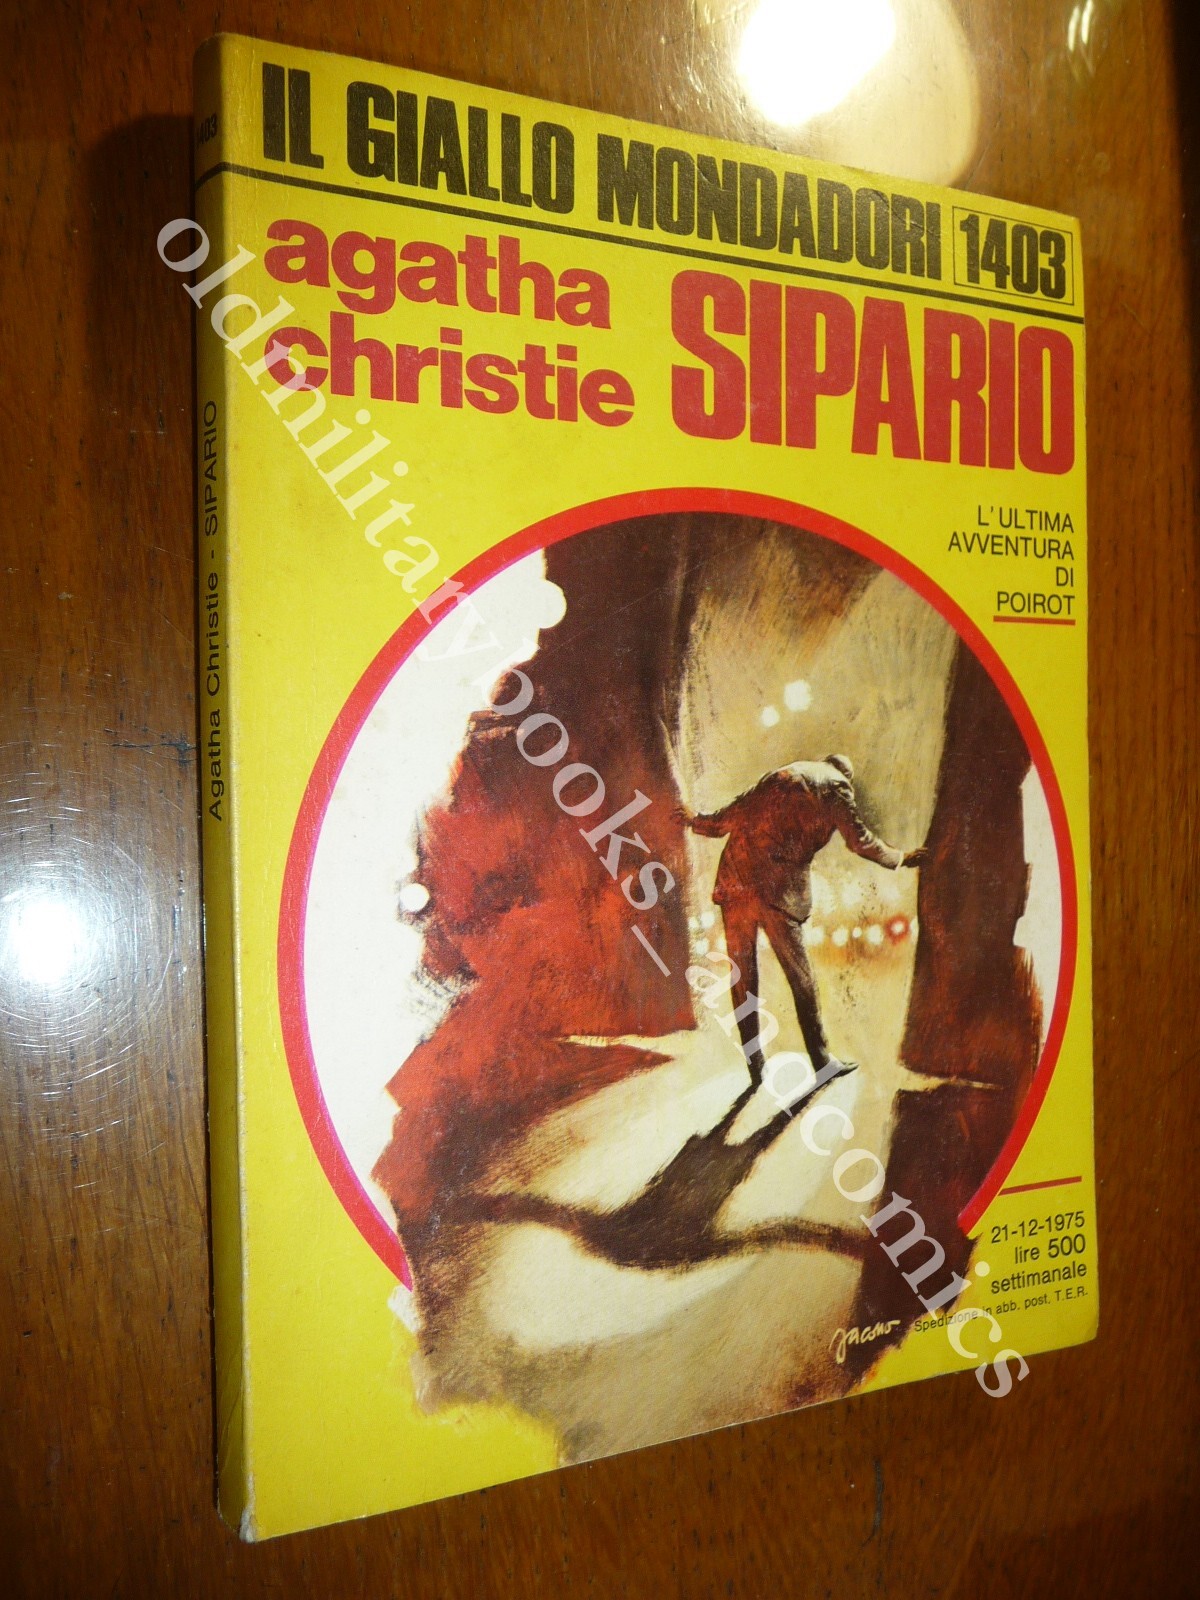 IL GIALLO MONDADORI 1403
agatha
christie
SIPARIO
L'ULTIMA
AVVENTURA
DI
POIROT
21-12-1975
lire 500
settimanale
Spedizione in abb. post. T.E.R.
Jacono
1403
Agatha Christie - SIPARIO
oldmilitarybooks_andcomics